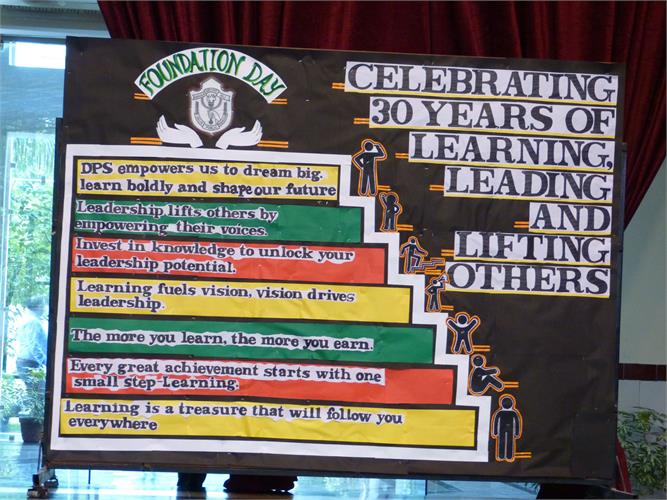 FOUNDATION DAY
CELEBRATING
30 YEARS OF
LEARNING,
LEADING
AND
LIFTING
OTHERS
DPS empowers us to dream big,
learn boldly and shape our future
Leadership lifts others by
empowering their voices.
Invest in knowledge to unlock your
leadership potential.
Learning fuels vision, vision drives
leadership.
The more you learn, the more you earn.
Every great achievement starts with one
small step-Learning.
Learning is a treasure that will follow you
everywhere